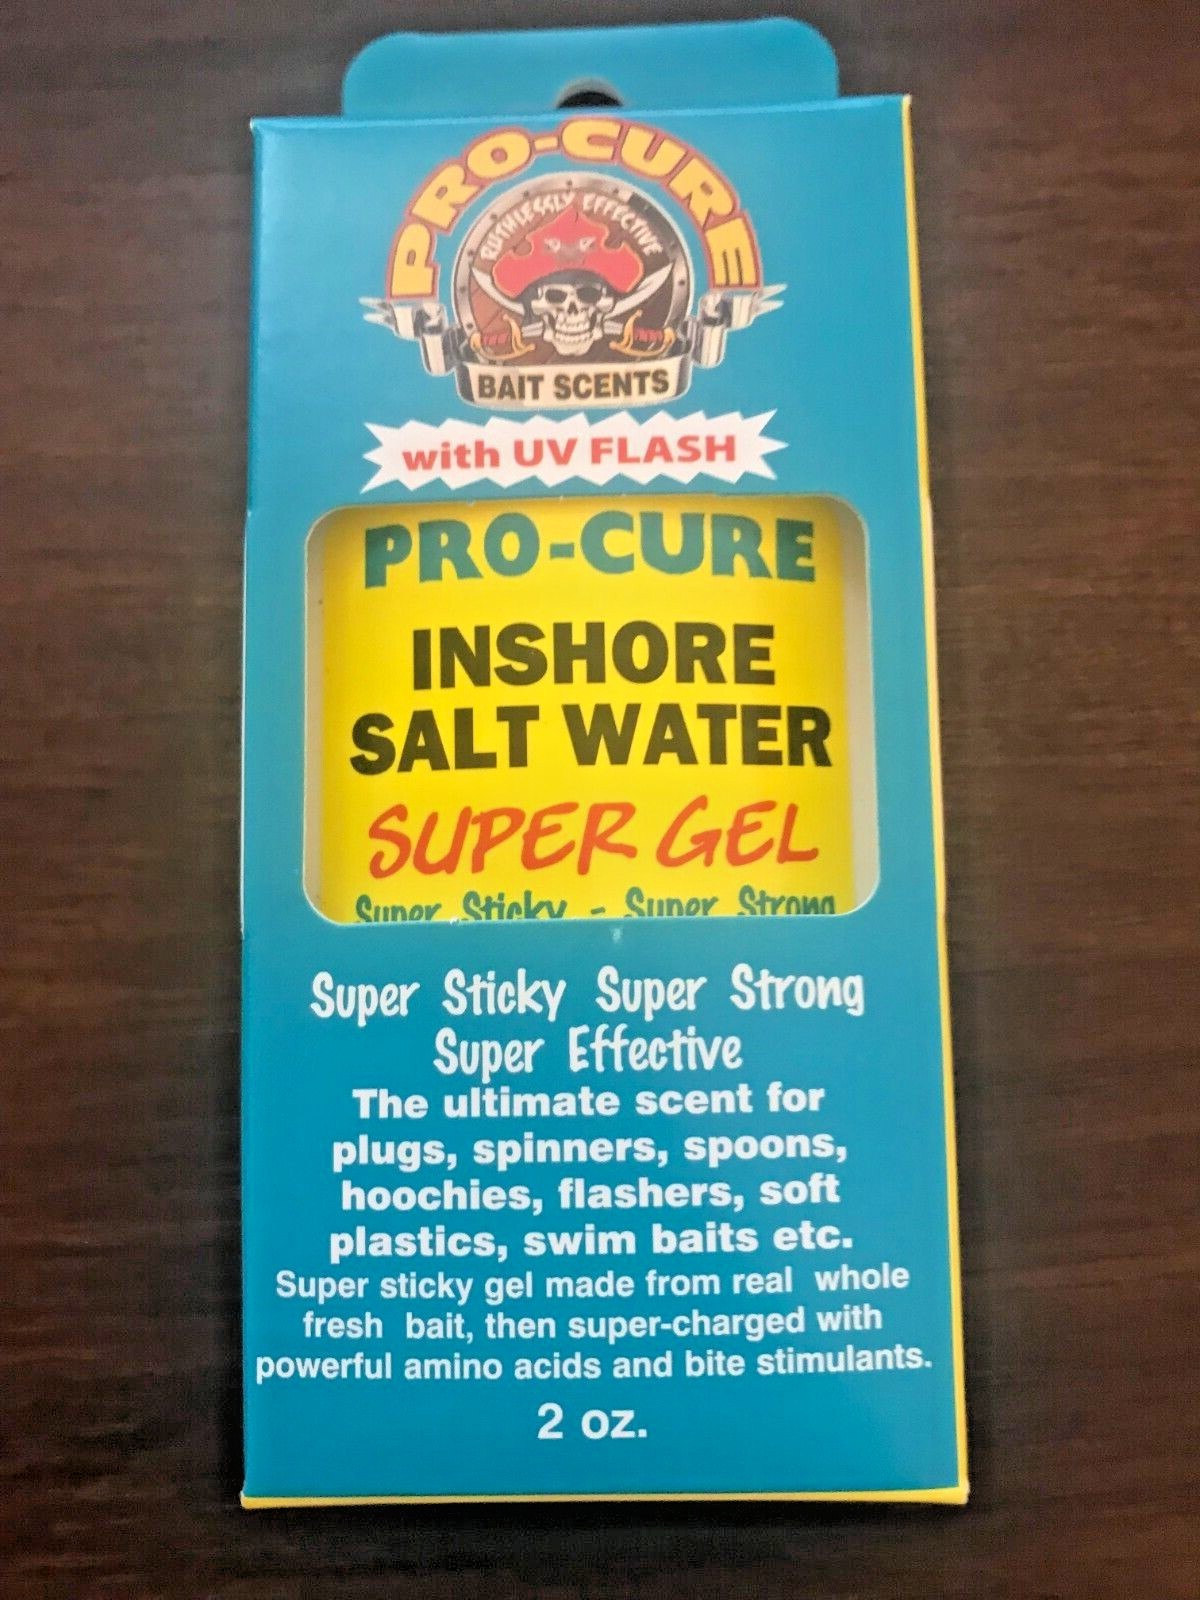 PRO-CURE
RUTHLESSLY EFFECTIVE
BAIT SCENTS
with UV FLASH
PRO-CURE
INSHORE
SALT WATER
SUPER GEL
Super Sticky - Super Strong
Super Sticky Super Strong
Super Effective
The ultimate scent for
plugs, spinners, spoons,
hoochies, flashers, soft
plastics, swim baits etc.
Super sticky gel made from real whole
fresh bait, then super-charged with
powerful amino acids and bite stimulants.
2 oz.